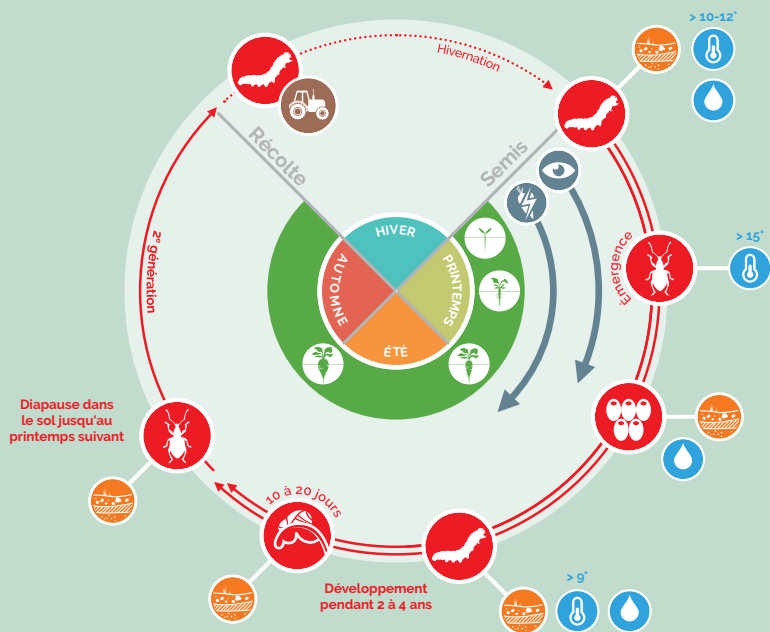 > 10-12°
Hivernation
Récolte
Semis
2e génération
HIVER
PRINTEMPS
ÉTÉ
AUTOMNE
Émergence
> 15°
Diapause dans
le sol jusqu'au
printemps suivant
10 à 20 jours
> 9°
Développement
pendant 2 à 4 ans